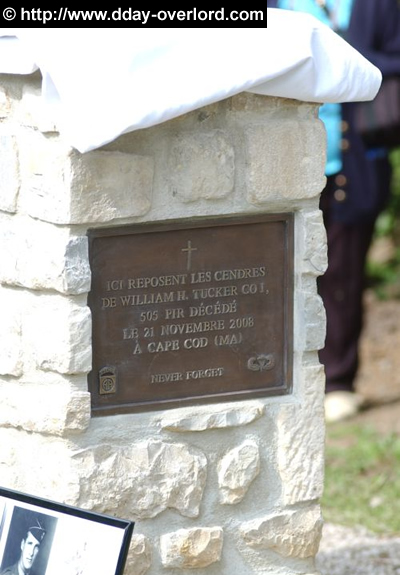 © http://www.dday-overlord.com
ICI REPOSENT LES CENDRES
DE WILLIAM H. TUCKER CO I,
505 PIR DÉCÉDÉ
LE 21 NOVEMBRE 2008
À CAPE COD (MA)
NEVER FORGET